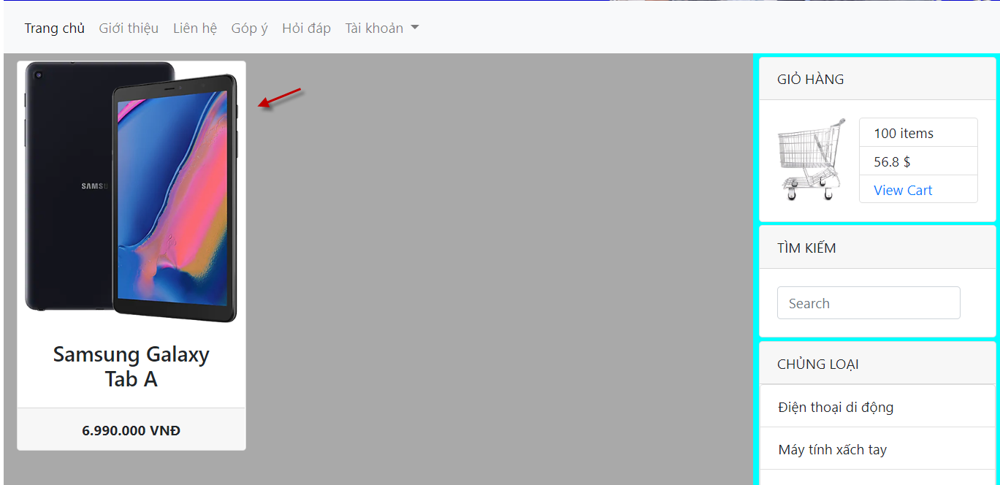 Trang chủ Giới thiệu Liên hệ Góp ý Hỏi đáp Tài khoản
SAMSU
Samsung Galaxy
Tab A
6.990.000 VNĐ
GIỎ HÀNG
100 items
56.8 $
View Cart
TÌM KIẾM
Search
CHỦNG LOẠI
Điện thoại di động
Máy tính xấch tay